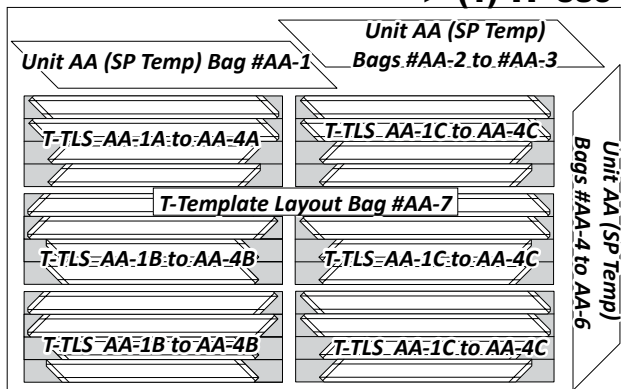 Unit AA (SP Temp) Bag #AA-1
Unit AA (SP Temp)
Bags #AA-2 to #AA-3
T-TLS AA-1A to AA-4A
T-TLS AA-1C to AA-4C
T-Template Layout Bag #AA-7
T-TLS AA-1B to AA-4B
T-TLS AA-1C to AA-4C
T-TLS AA-1B to AA-4B
T-TLS AA-1C to AA-4C
Unit AA (SP Temp)
Bags #AA-4 to AA-6